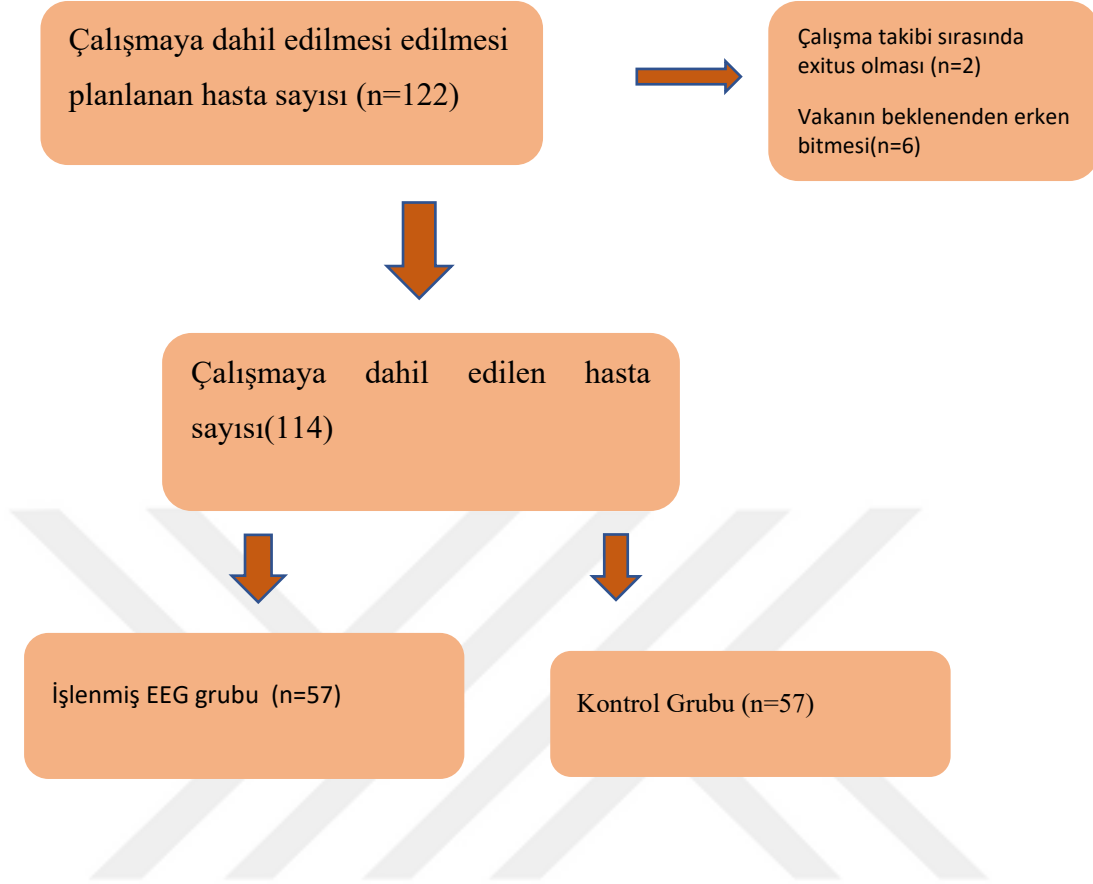 Çalışmaya dahil edilmesi edilmesi
planlanan hasta sayısı (n=122)
Çalışma takibi sırasında
exitus olması (n=2)
Vakanın beklenenden erken
bitmesi(n=6)
Çalışmaya dahil edilen hasta
sayısı(114)
İşlenmiş EEG grubu (n=57)
Kontrol Grubu (n=57)